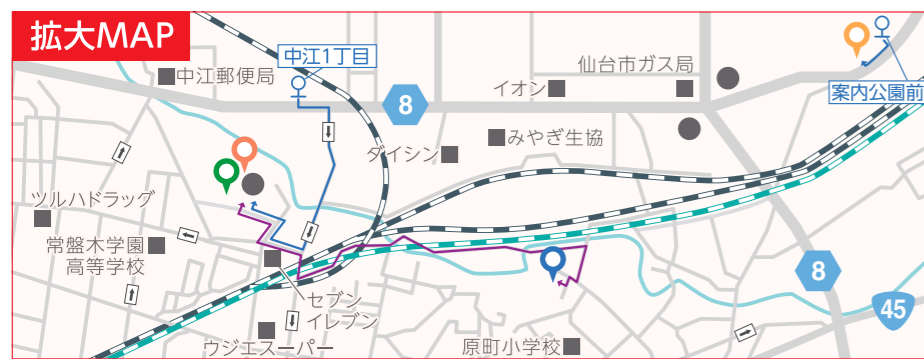 拡大MAP
中江1丁目
中江郵便局
仙台市ガス局
イオン
8
案内公園前
みやぎ生協
ダイシン
ツルハドラッグ
常盤木学園
高等学校
8
セブン
イレブン
45
ウジエスーパー
原町小学校